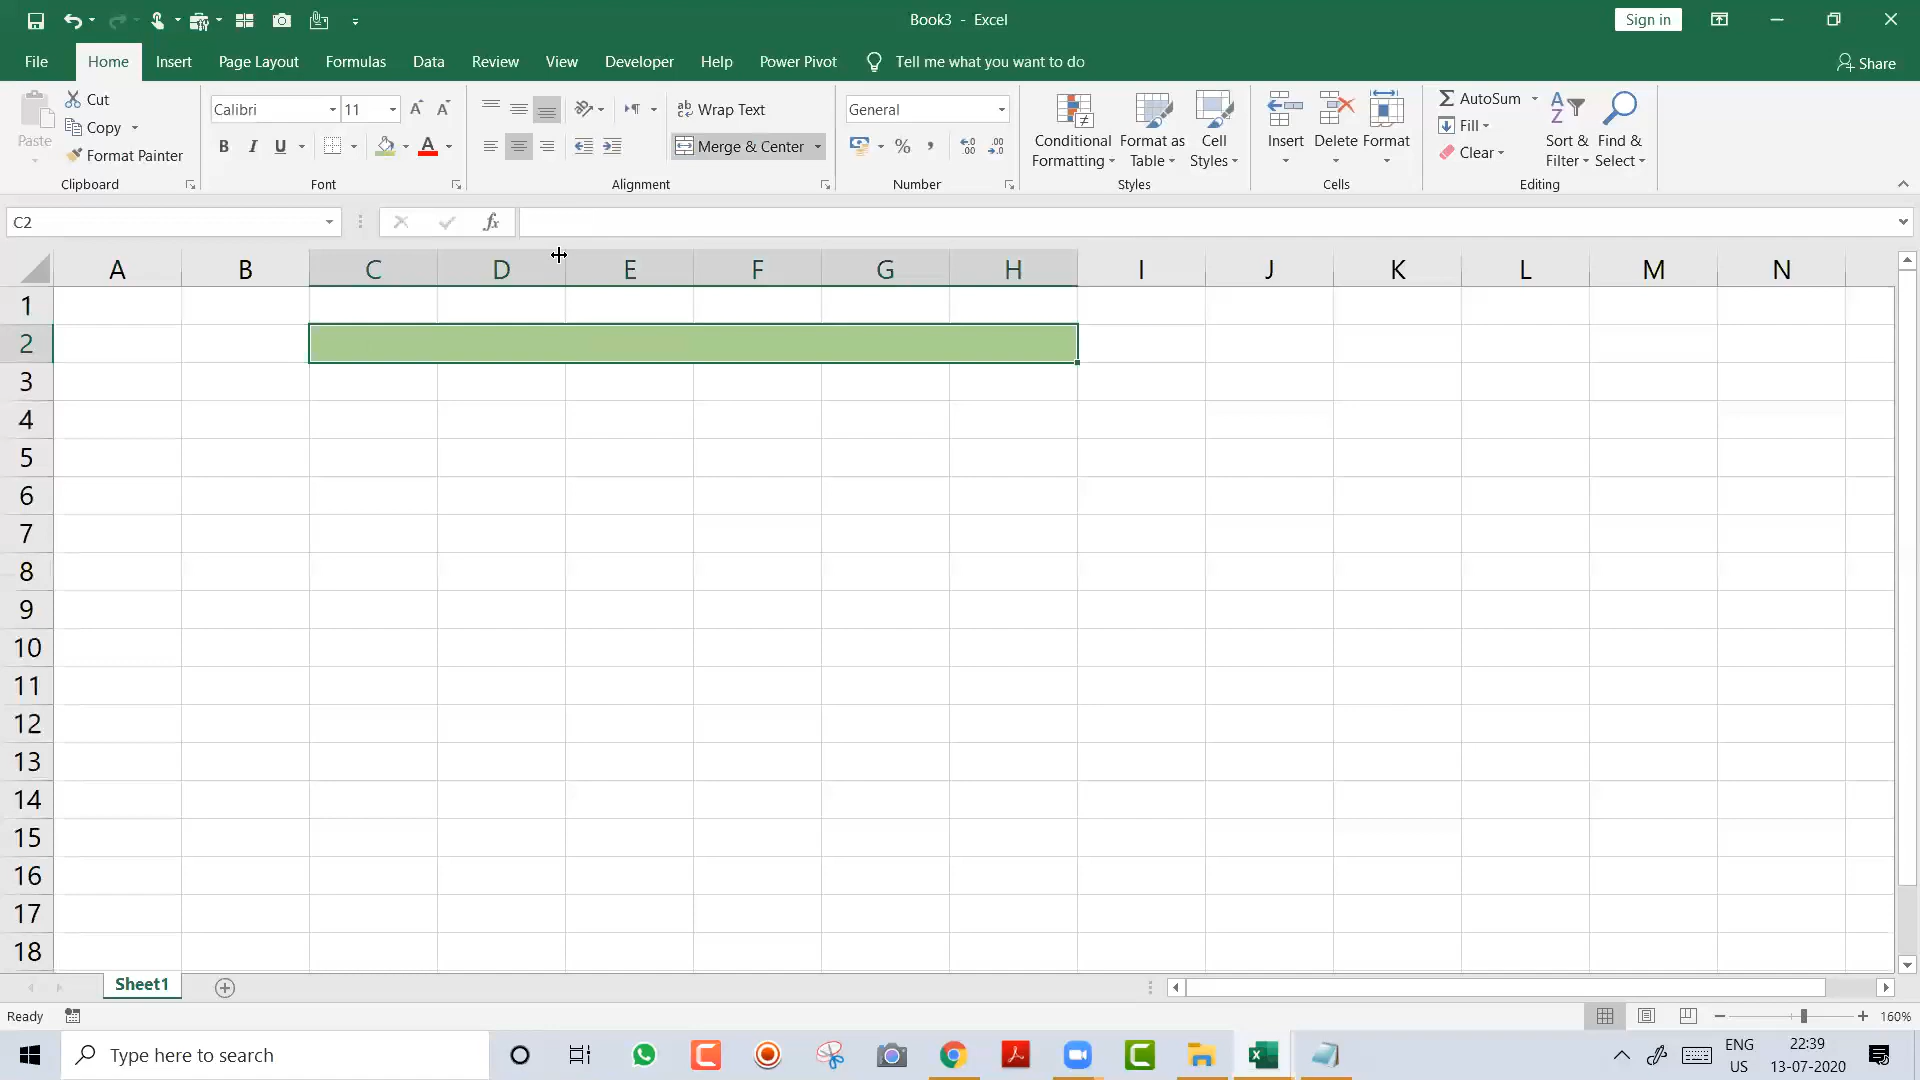 Book3 - Excel
Sign in
File Home Insert Page Layout Formulas Data Review View Developer Help Power Pivot Tell me what you want to do Share
Paste
Cut
Copy
Format Painter
Clipboard
Calibri 11
B I U A
Font
Wrap Text
Merge & Center
Alignment
General
% ,
Number
Conditional Formatting
Format as Table
Cell Styles
Styles
Insert Delete Format
Cells
AutoSum
Fill
Clear
Sort & Filter
Find & Select
Editing
C2 fx
A B C D E F G H I J K L M N
1
2
3
4
5
6
7
8
9
10
11
12
13
14
15
16
17
18
Sheet1
Ready 160%
Type here to search
ENG
US
22:39
13-07-2020